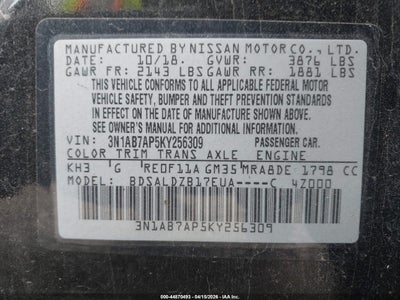 MANUFACTURED BY NISSAN MOTOR CO., LTD.
DATE: 10/18. GVWR: 3876 LBS
GAWR FR: 2143 LBS GAWR RR: 1881 LBS
THIS VEHICLE CONFORMS TO ALL APPLICABLE FEDERAL MOTOR
VEHICLE SAFETY, BUMPER AND THEFT PREVENTION STANDARDS
IN EFFECT ON THE DATE OF MANUFACTURE SHOWN ABOVE.
SEE OWNER'S MANUAL FOR ADDITIONAL INFORMATION.
VIN: 3N1AB7AP5KY256309 PASSENGER CAR.
COLOR TRIM TRANS AXLE ENGINE
KH3 G RE0F11A GM35 MRA8DE 1798 CC
MODEL: BDSALDZB17EUA----C 4Z000
3N1AB7AP5KY256309
000-44870493 - 04/15/2026 - IAA, Inc.